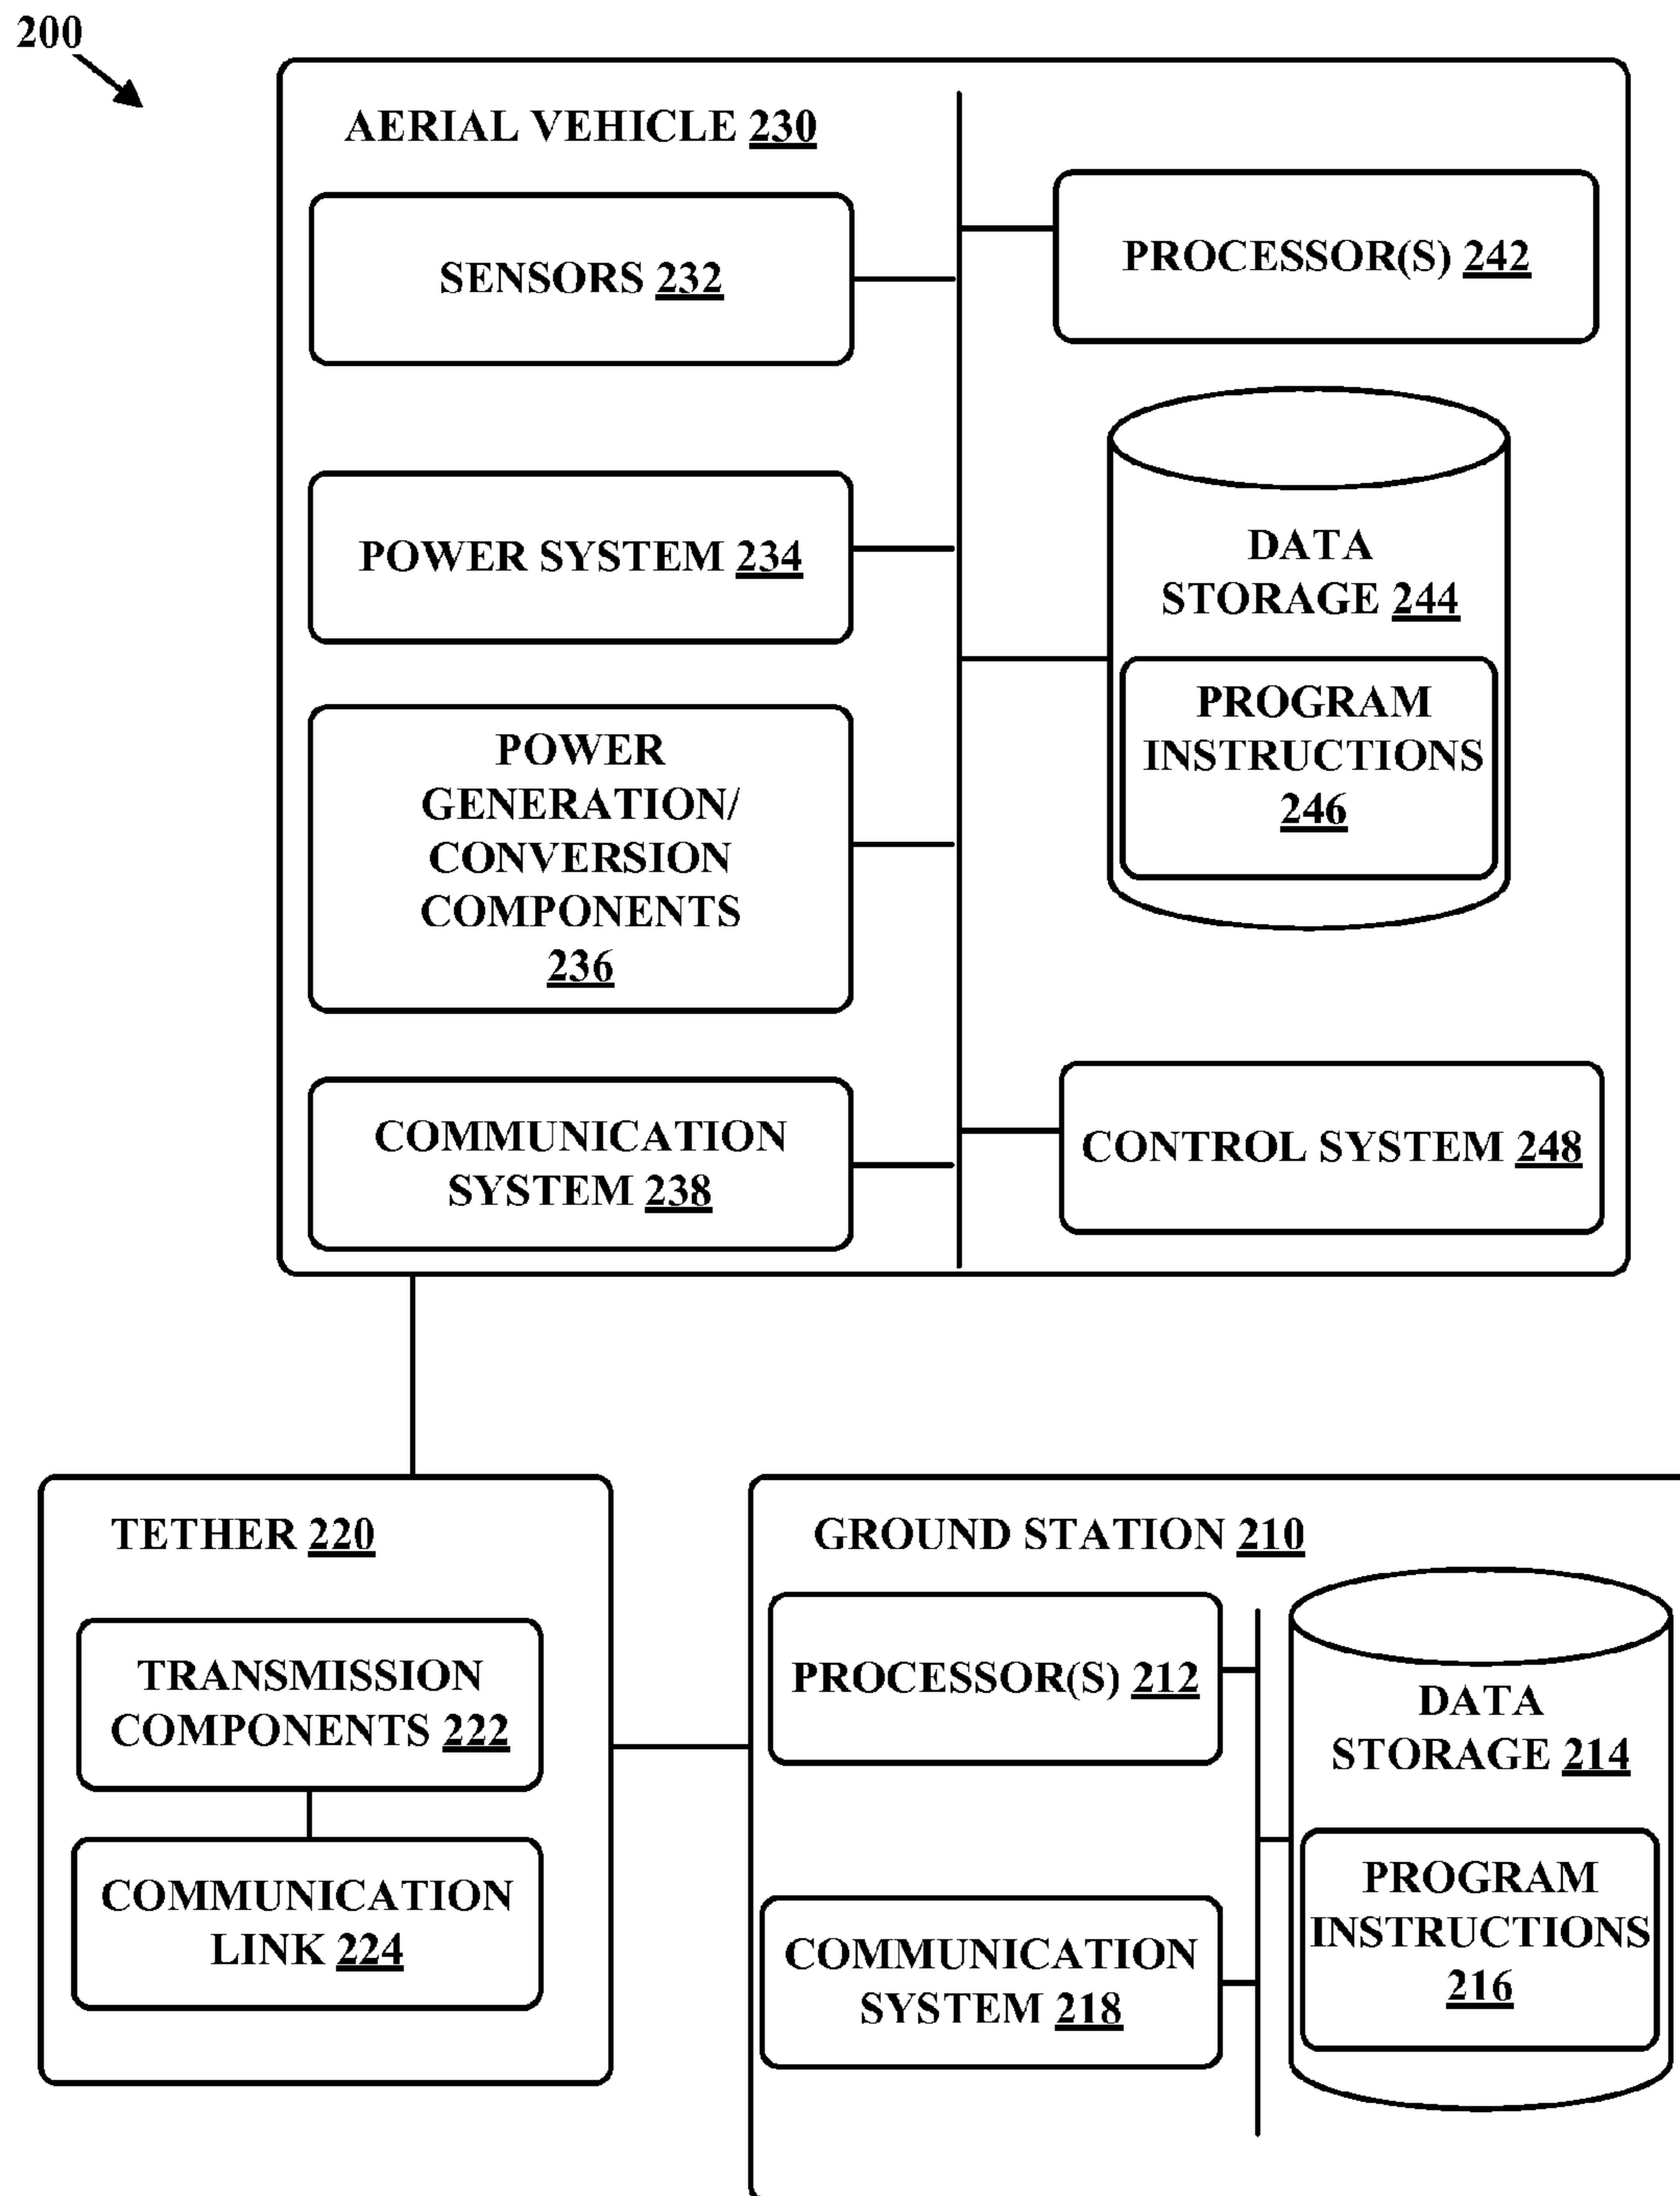 200
AERIAL VEHICLE 230
SENSORS 232
POWER SYSTEM 234
POWER
GENERATION/
CONVERSION
COMPONENTS
236
COMMUNICATION
SYSTEM 238
PROCESSOR(S) 242
DATA
STORAGE 244
PROGRAM
INSTRUCTIONS
246
CONTROL SYSTEM 248
TETHER 220
TRANSMISSION
COMPONENTS 222
COMMUNICATION
LINK 224
GROUND STATION 210
PROCESSOR(S) 212
COMMUNICATION
SYSTEM 218
DATA
STORAGE 214
PROGRAM
INSTRUCTIONS
216